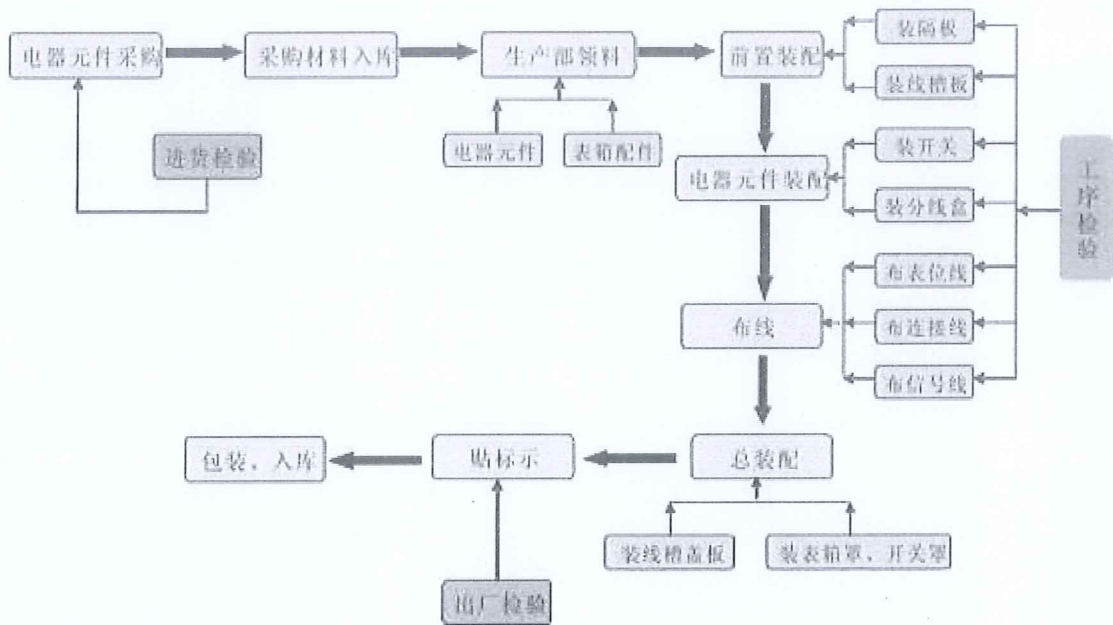 电器元件采购
采购材料入库
生产部领料
前置装配
装隔板
装线槽板
进货检验
电器元件
表箱配件
电器元件装配
装开关
装分线盒
工序检验
布表位线
布线
布连接线
布信号线
包装、入库
贴标示
总装配
装线槽盖板
装表箱罩、开关罩
出厂检验